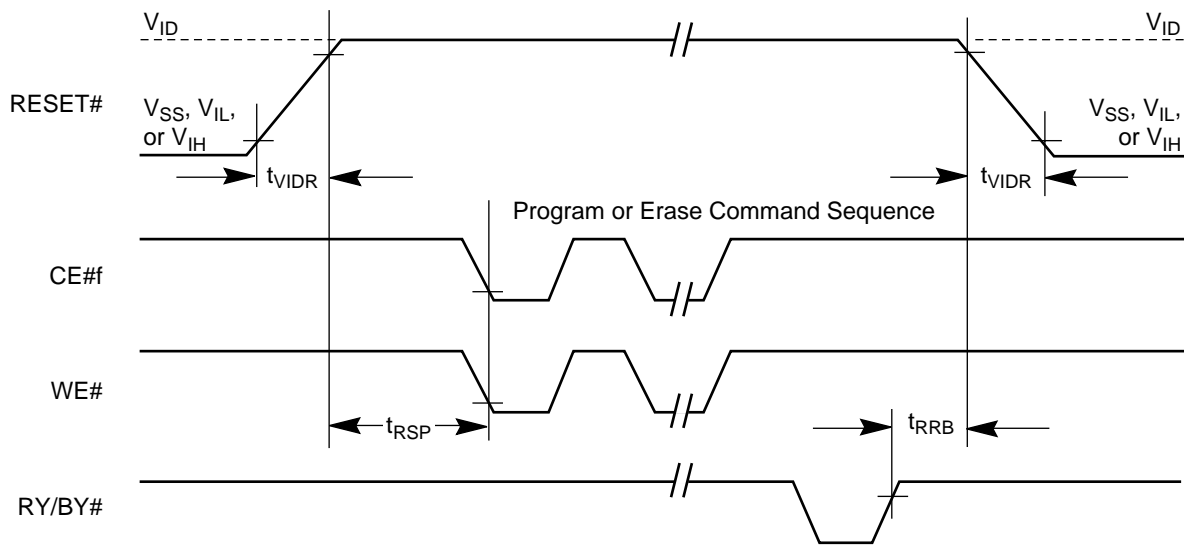 V_ID
V_ID
RESET#
V_SS, V_IL,
or V_IH
V_SS, V_IL,
or V_IH
t_VIDR
t_VIDR
Program or Erase Command Sequence
CE#f
WE#
t_RSP
t_RRB
RY/BY#